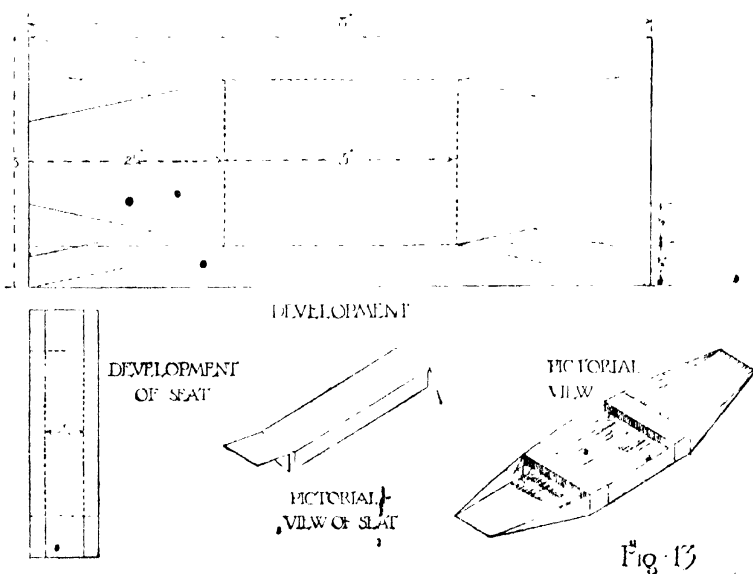 DEVELOPMENT
DEVELOPMENT
OF SEAT
PICTORIAL
VIEW OF SEAT
PICTORIAL
VIEW
Fig. 13